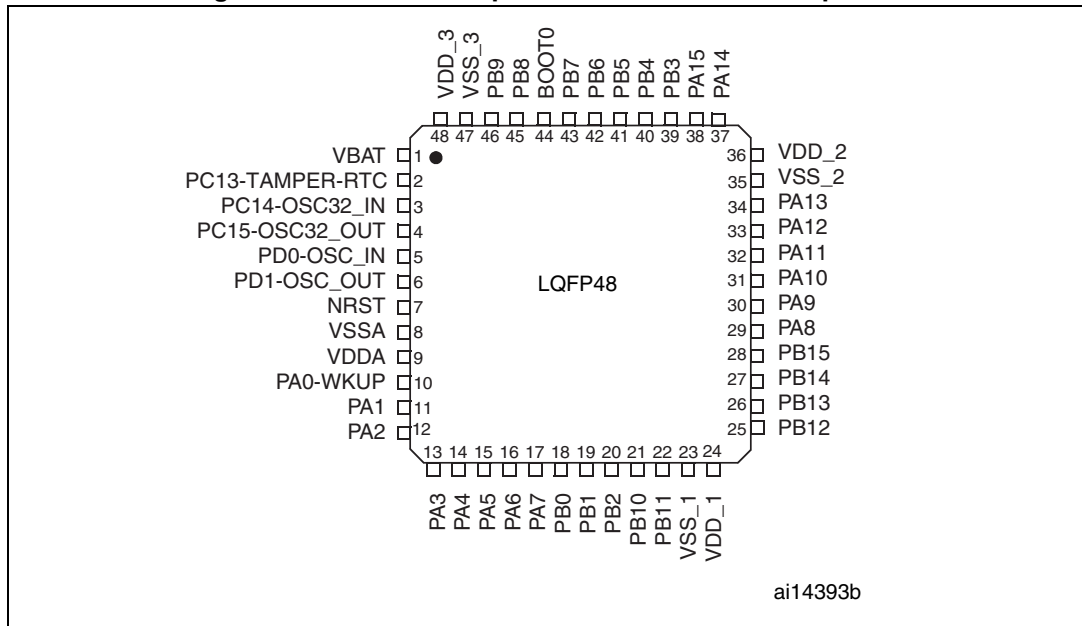 VDD_3
VSS_3
PB9
PB8
BOOT0
PB7
PB6
PB5
PB4
PB3
PA15
PA14
48 47 46 45 44 43 42 41 40 39 38 37
VBAT 1
PC13-TAMPER-RTC 2
PC14-OSC32_IN 3
PC15-OSC32_OUT 4
PD0-OSC_IN 5
PD1-OSC_OUT 6
NRST 7
VSSA 8
VDDA 9
PA0-WKUP 10
PA1 11
PA2 12
LQFP48
36 VDD_2
35 VSS_2
34 PA13
33 PA12
32 PA11
31 PA10
30 PA9
29 PA8
28 PB15
27 PB14
26 PB13
25 PB12
13 14 15 16 17 18 19 20 21 22 23 24
PA3
PA4
PA5
PA6
PA7
PB0
PB1
PB2
PB10
PB11
VSS_1
VDD_1
ai14393b